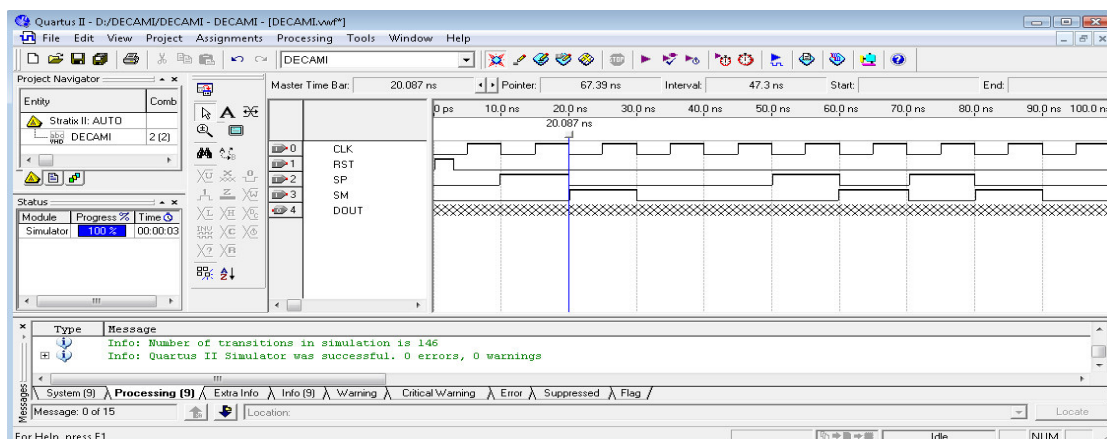 Quartus II - D:/DECAMI/DECAMI - DECAMI - [DECAMI.vwf*]
File Edit View Project Assignments Processing Tools Window Help
DECAMI
Project Navigator
Entity Comb
Stratix II: AUTO
DECAMI 2 (2)
Status
Module Progress % Time
Simulator 100 % 00:00:03
Master Time Bar: 20.087 ns Pointer: 67.39 ns Interval: 47.3 ns Start: End:
0 ps 10.0 ns 20.0 ns 30.0 ns 40.0 ns 50.0 ns 60.0 ns 70.0 ns 80.0 ns 90.0 ns 100.0 n
20.087 ns
0 CLK
1 RST
2 SP
3 SM
4 DOUT
Type Message
Info: Number of transitions in simulation is 146
Info: Quartus II Simulator was successful. 0 errors, 0 warnings
System (9) Processing (9) Extra Info Info (9) Warning Critical Warning Error Suppressed Flag
Messages
Message: 0 of 15 Location: Locate
For Help, press F1 Idle NUM